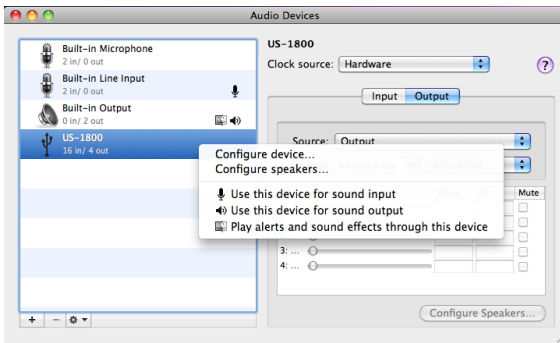 Audio Devices
Built-in Microphone
2 in/ 0 out
Built-in Line Input
2 in/ 0 out
Built-in Output
0 in/ 2 out
US-1800
16 in/ 4 out
US-1800
Clock source: Hardware
?
Input Output
Source: Output
Configure device...
Configure speakers...
Use this device for sound input
Use this device for sound output
Play alerts and sound effects through this device
Mute
3: ...
4: ...
Configure Speakers...
+ −